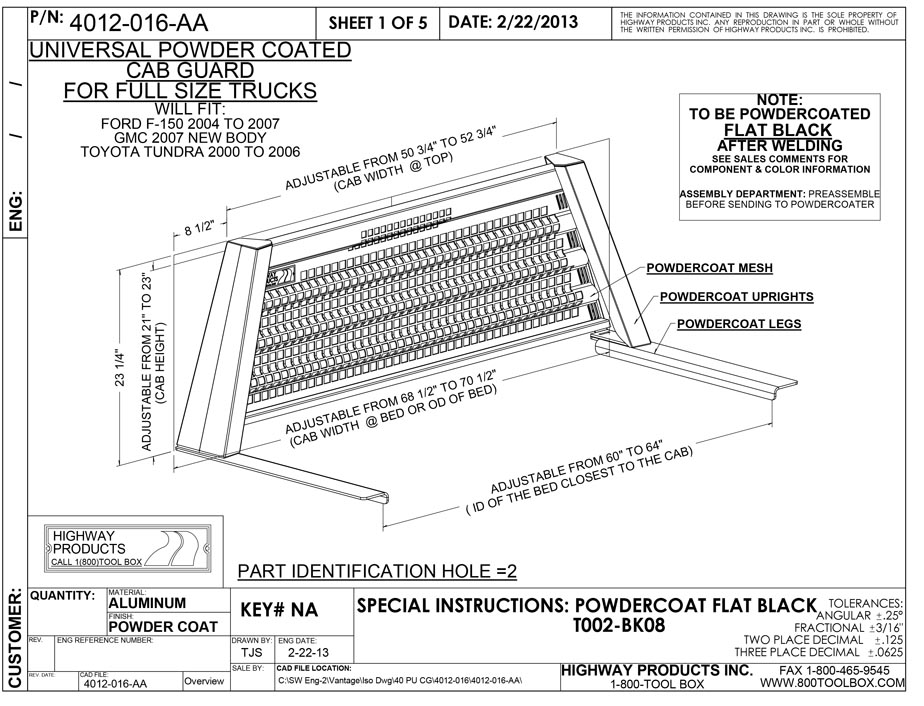 P/N: 4012-016-AA
SHEET 1 OF 5
DATE: 2/22/2013
THE INFORMATION CONTAINED IN THIS DRAWING IS THE SOLE PROPERTY OF
HIGHWAY PRODUCTS INC. ANY REPRODUCTION IN PART OR WHOLE WITHOUT
THE WRITTEN PERMISSION OF HIGHWAY PRODUCTS INC. IS PROHIBITED.
UNIVERSAL POWDER COATED
CAB GUARD
FOR FULL SIZE TRUCKS
WILL FIT:
FORD F-150 2004 TO 2007
GMC 2007 NEW BODY
TOYOTA TUNDRA 2000 TO 2006
NOTE:
TO BE POWDERCOATED
FLAT BLACK
AFTER WELDING
SEE SALES COMMENTS FOR
COMPONENT & COLOR INFORMATION
ASSEMBLY DEPARTMENT: PREASSEMBLE
BEFORE SENDING TO POWDERCOATER
ENG: / /
ADJUSTABLE FROM 50 3/4" TO 52 3/4"
(CAB WIDTH @ TOP)
8 1/2"
POWDERCOAT MESH
POWDERCOAT UPRIGHTS
POWDERCOAT LEGS
23 1/4"
ADJUSTABLE FROM 21" TO 23"
(CAB HEIGHT)
ADJUSTABLE FROM 68 1/2" TO 70 1/2"
(CAB WIDTH @ BED OR OD OF BED)
ADJUSTABLE FROM 60" TO 64"
( ID OF THE BED CLOSEST TO THE CAB)
HIGHWAY
PRODUCTS
CALL 1(800)TOOL BOX
PART IDENTIFICATION HOLE =2
CUSTOMER:
QUANTITY:
MATERIAL:
ALUMINUM
FINISH:
POWDER COAT
KEY# NA
SPECIAL INSTRUCTIONS: POWDERCOAT FLAT BLACK
T002-BK08
TOLERANCES:
ANGULAR ±.25°
FRACTIONAL ±3/16"
TWO PLACE DECIMAL ±.125
THREE PLACE DECIMAL ±.0625
REV.
ENG REFERENCE NUMBER:
DRAWN BY:
TJS
ENG DATE:
2-22-13
REV. DATE:
CAD FILE:
4012-016-AA
Overview
SALE BY:
CAD FILE LOCATION:
C:\SW Eng-2\Vantage\Iso Dwg\40 PU CG\4012-016\4012-016-AA\
HIGHWAY PRODUCTS INC.
1-800-TOOL BOX
FAX 1-800-465-9545
WWW.800TOOLBOX.COM